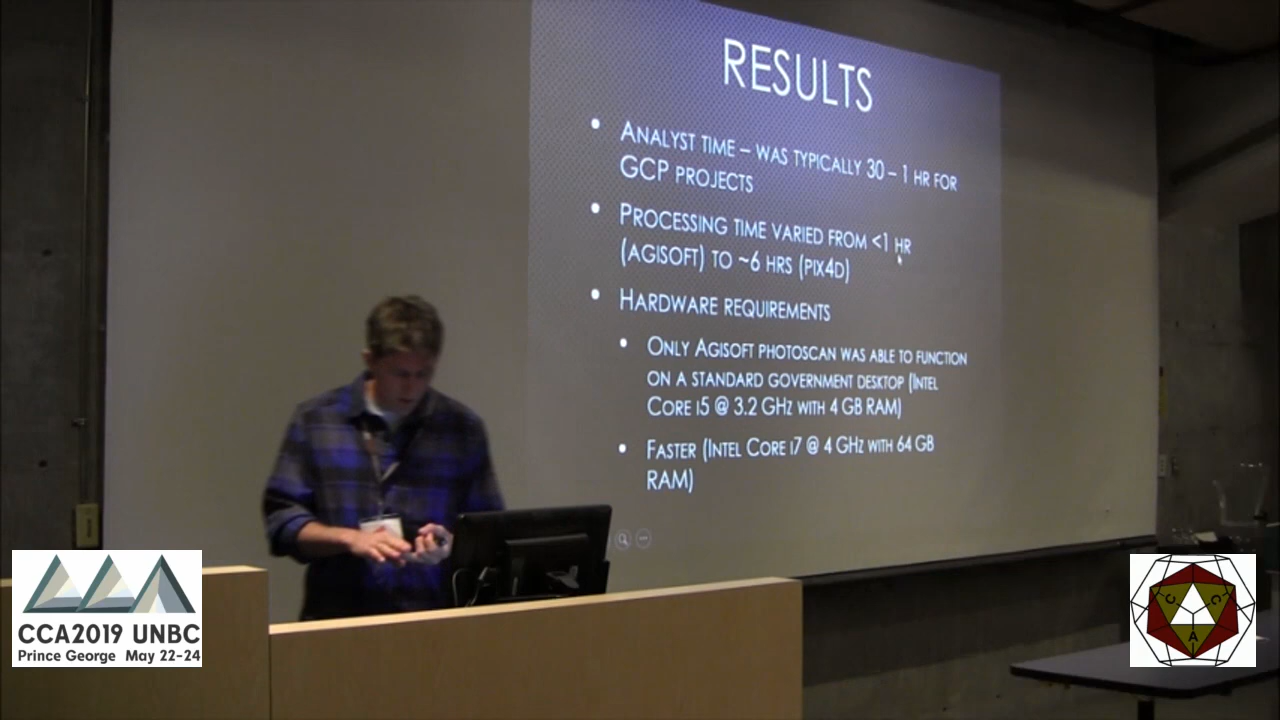 RESULTS
• ANALYST TIME – WAS TYPICALLY 30 – 1 HR FOR
GCP PROJECTS
• PROCESSING TIME VARIED FROM <1 HR
(AGISOFT) TO ~6 HRS (PIX4D)
• HARDWARE REQUIREMENTS
• ONLY AGISOFT PHOTOSCAN WAS ABLE TO FUNCTION
ON A STANDARD GOVERNMENT DESKTOP (INTEL
CORE I5 @ 3.2 GHZ WITH 4 GB RAM)
• FASTER (INTEL CORE I7 @ 4 GHZ WITH 64 GB
RAM)
CCA2019 UNBC
Prince George May 22-24
C C
A